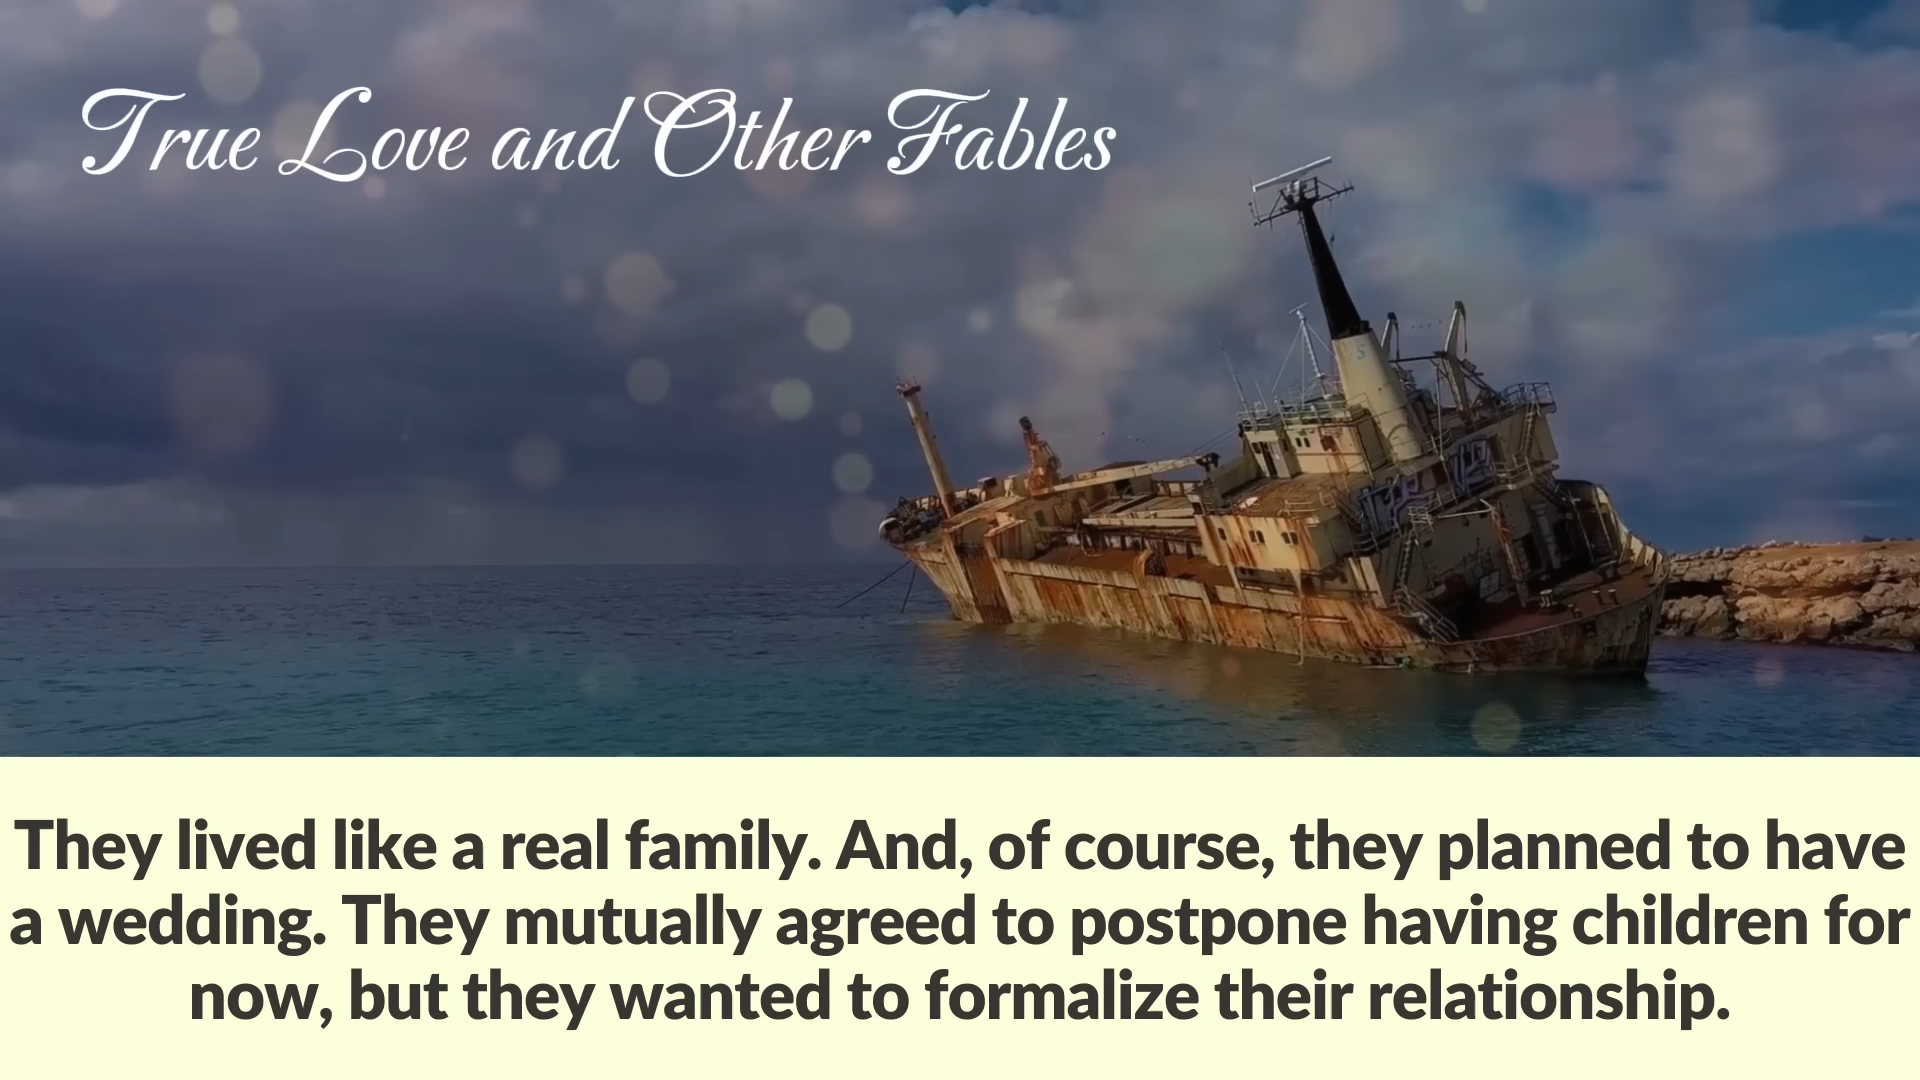 True Love and Other Fables
They lived like a real family. And, of course, they planned to have
a wedding. They mutually agreed to postpone having children for
now, but they wanted to formalize their relationship.